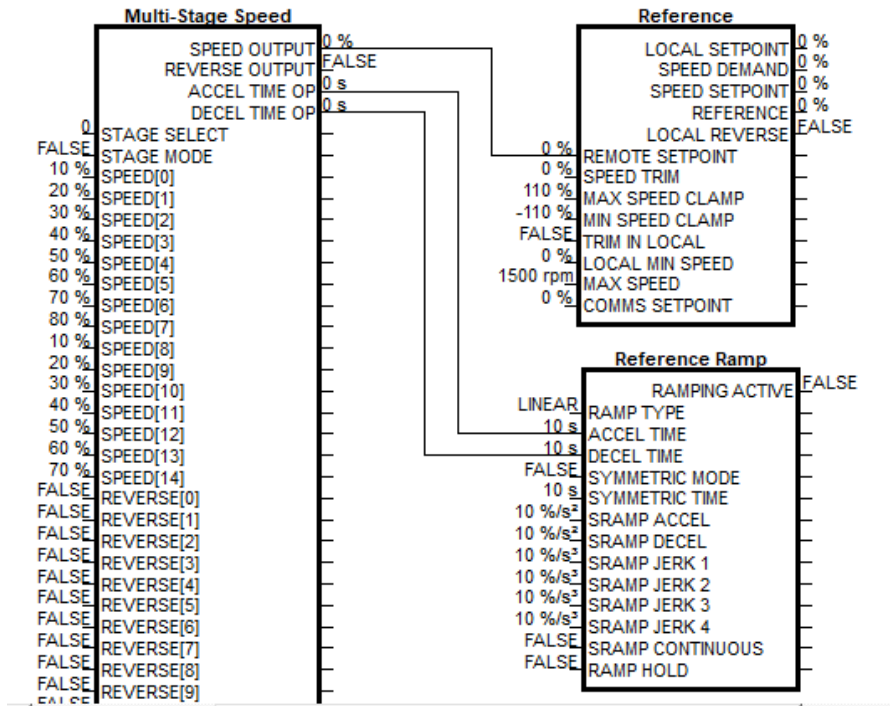 Multi-Stage Speed
SPEED OUTPUT 0 %
REVERSE OUTPUT FALSE
ACCEL TIME OP 0 s
DECEL TIME OP 0 s
0 STAGE SELECT
FALSE STAGE MODE
10 % SPEED[0]
20 % SPEED[1]
30 % SPEED[2]
40 % SPEED[3]
50 % SPEED[4]
60 % SPEED[5]
70 % SPEED[6]
80 % SPEED[7]
10 % SPEED[8]
20 % SPEED[9]
30 % SPEED[10]
40 % SPEED[11]
50 % SPEED[12]
60 % SPEED[13]
70 % SPEED[14]
FALSE REVERSE[0]
FALSE REVERSE[1]
FALSE REVERSE[2]
FALSE REVERSE[3]
FALSE REVERSE[4]
FALSE REVERSE[5]
FALSE REVERSE[6]
FALSE REVERSE[7]
FALSE REVERSE[8]
FALSE REVERSE[9]
FALSE
Reference
LOCAL SETPOINT 0 %
SPEED DEMAND 0 %
SPEED SETPOINT 0 %
REFERENCE 0 %
LOCAL REVERSE FALSE
0 % REMOTE SETPOINT
0 % SPEED TRIM
110 % MAX SPEED CLAMP
-110 % MIN SPEED CLAMP
FALSE TRIM IN LOCAL
0 % LOCAL MIN SPEED
1500 rpm MAX SPEED
0 % COMMS SETPOINT
Reference Ramp
RAMPING ACTIVE FALSE
LINEAR RAMP TYPE
10 s ACCEL TIME
10 s DECEL TIME
FALSE SYMMETRIC MODE
10 s SYMMETRIC TIME
10 %/s² SRAMP ACCEL
10 %/s² SRAMP DECEL
10 %/s³ SRAMP JERK 1
10 %/s³ SRAMP JERK 2
10 %/s³ SRAMP JERK 3
10 %/s³ SRAMP JERK 4
FALSE SRAMP CONTINUOUS
FALSE RAMP HOLD